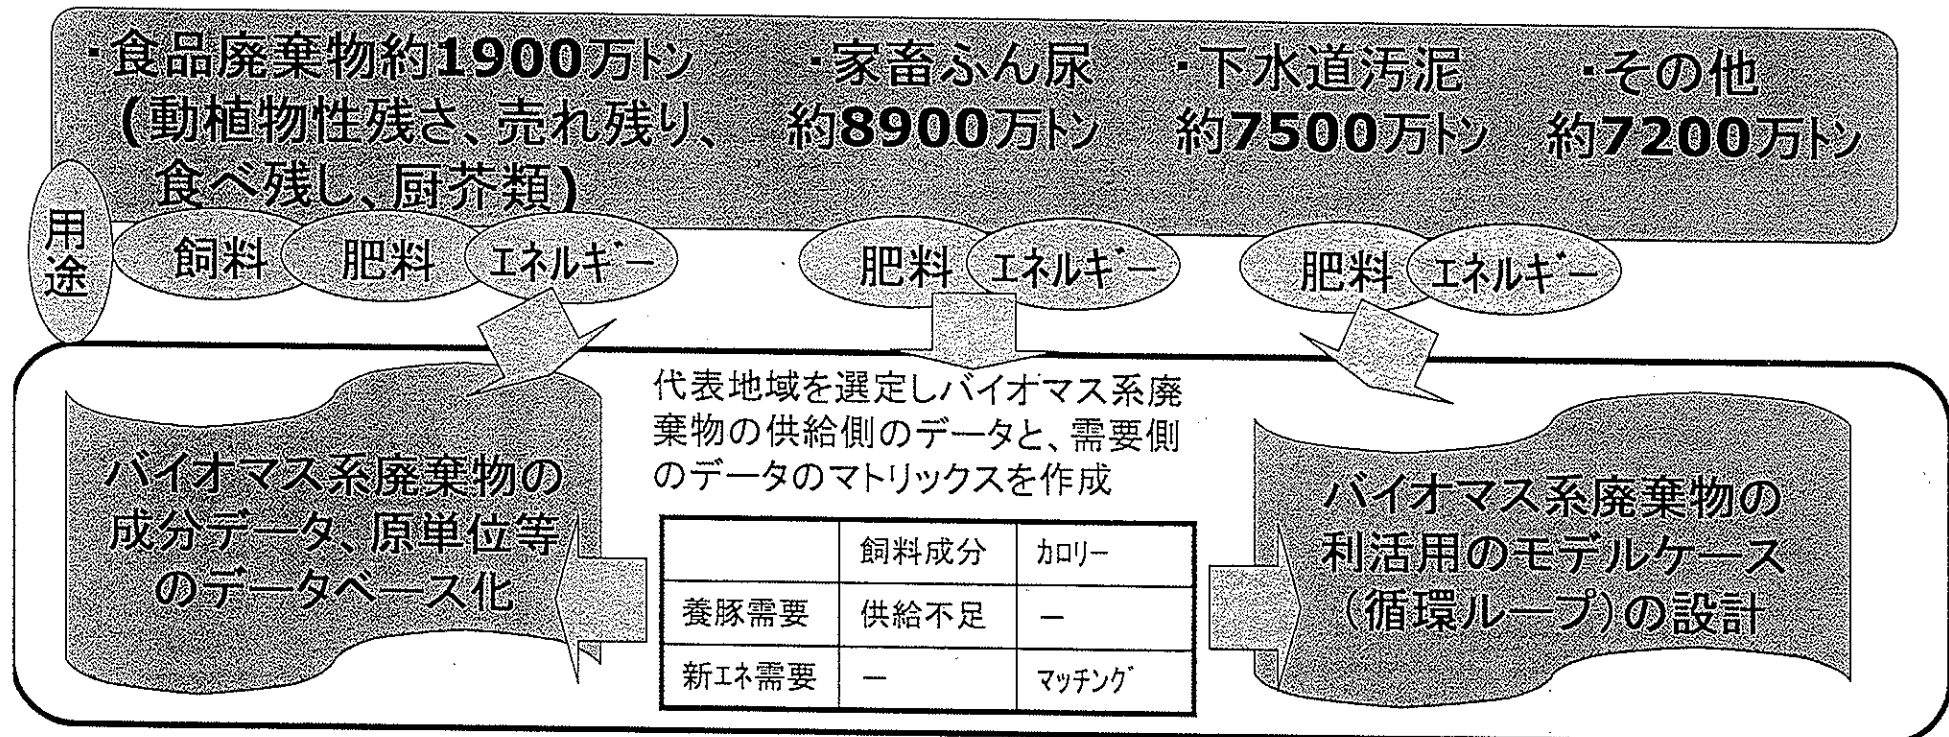 ・食品廃棄物約1900万トン
(動植物性残さ、売れ残り、
食べ残し、厨芥類)
・家畜ふん尿
約8900万トン
・下水道汚泥
約7500万トン
・その他
約7200万トン
用途
飼料
肥料
エネルギー
肥料
エネルギー
肥料
エネルギー
代表地域を選定しバイオマス系廃
棄物の供給側のデータと、需要側
のデータのマトリックスを作成
バイオマス系廃棄物の
成分データ、原単位等
のデータベース化
飼料成分 カロリー
養豚需要 供給不足 ―
新エネ需要 ― マッチング
バイオマス系廃棄物の
利活用のモデルケース
(循環ループ)の設計